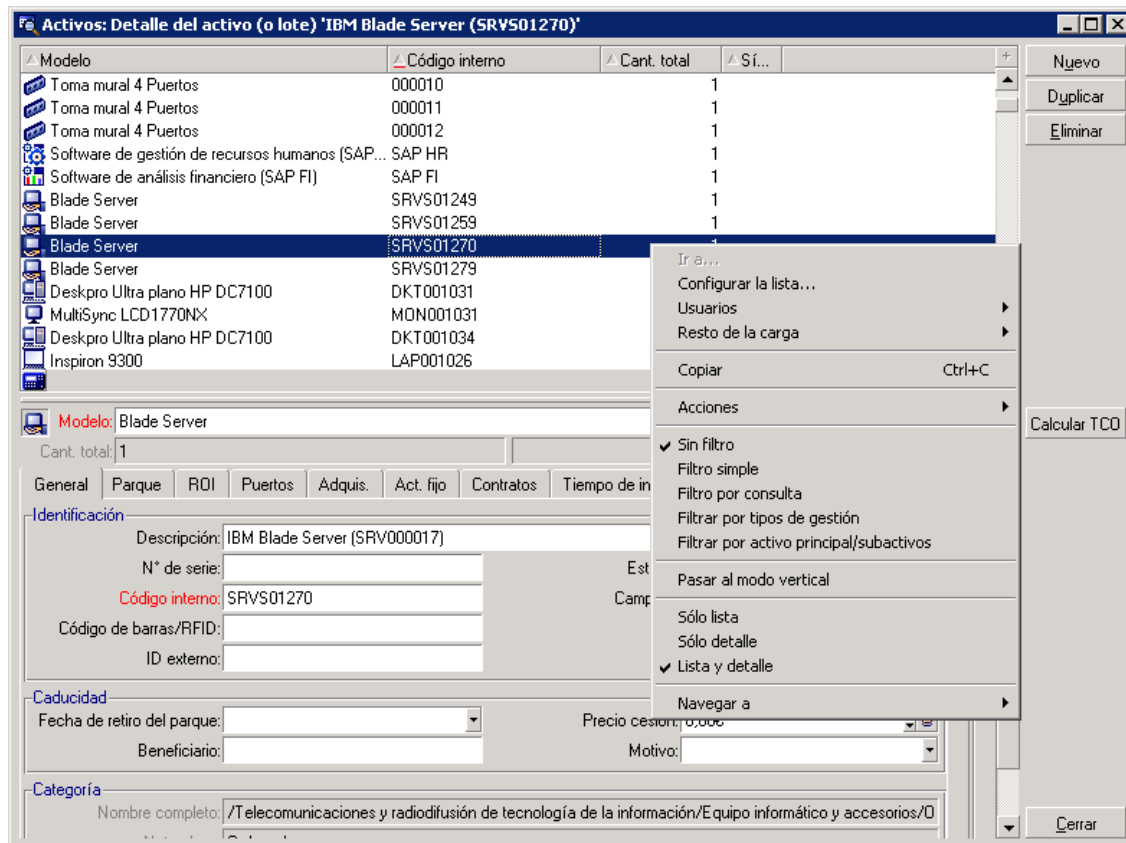 Activos: Detalle del activo (o lote) 'IBM Blade Server (SRVS01270)'
Modelo Código interno Cant. total Sí...
Toma mural 4 Puertos 000010 1
Toma mural 4 Puertos 000011 1
Toma mural 4 Puertos 000012 1
Software de gestión de recursos humanos (SAP... SAP HR 1
Software de análisis financiero (SAP FI) SAP FI 1
Blade Server SRVS01249 1
Blade Server SRVS01259 1
Blade Server SRVS01270
Blade Server SRVS01279
Deskpro Ultra plano HP DC7100 DKT001031
MultiSync LCD1770NX MON001031
Deskpro Ultra plano HP DC7100 DKT001034
Inspiron 9300 LAP001026
Nuevo
Duplicar
Eliminar
Calcular TCO
Cerrar
Ir a...
Configurar la lista...
Usuarios
Resto de la carga
Copiar Ctrl+C
Acciones
Sin filtro
Filtro simple
Filtro por consulta
Filtrar por tipos de gestión
Filtrar por activo principal/subactivos
Pasar al modo vertical
Sólo lista
Sólo detalle
Lista y detalle
Navegar a
Modelo: Blade Server
Cant. total: 1
General Parque ROI Puertos Adquis. Act. fijo Contratos Tiempo de in
Identificación
Descripción: IBM Blade Server (SRV000017)
N° de serie: Est
Código interno: SRVS01270 Camp
Código de barras/RFID:
ID externo:
Caducidad
Fecha de retiro del parque: Precio cesión: 0,00€
Beneficiario: Motivo:
Categoría
Nombre completo: /Telecomunicaciones y radiodifusión de tecnología de la información/Equipo informático y accesorios/O